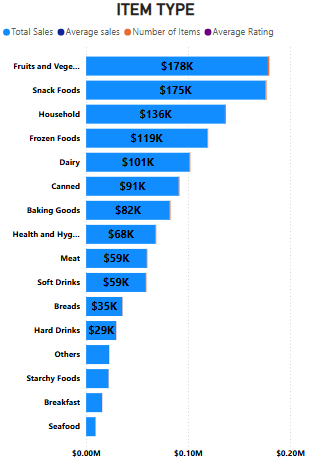 ITEM TYPE
Total Sales Average sales Number of Items Average Rating
Fruits and Vege... $178K
Snack Foods $175K
Household $136K
Frozen Foods $119K
Dairy $101K
Canned $91K
Baking Goods $82K
Health and Hyg... $68K
Meat $59K
Soft Drinks $59K
Breads $35K
Hard Drinks $29K
Others
Starchy Foods
Breakfast
Seafood
$0.00M $0.10M $0.20M